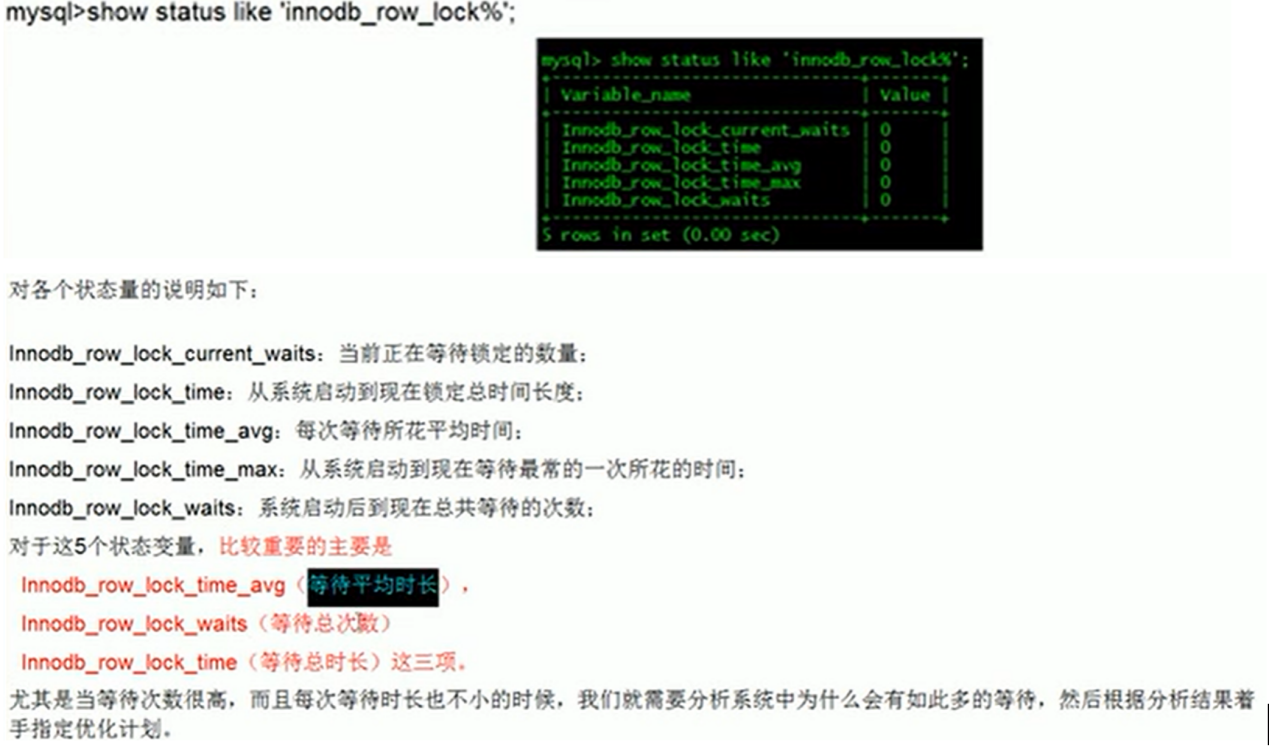 mysql>show status like 'innodb_row_lock%';
mysql> show status like 'innodb_row_lock%';
| Variable_name | Value |
| Innodb_row_lock_current_waits | 0 |
| Innodb_row_lock_time | 0 |
| Innodb_row_lock_time_avg | 0 |
| Innodb_row_lock_time_max | 0 |
| Innodb_row_lock_waits | 0 |
5 rows in set (0.00 sec)
对各个状态量的说明如下：
Innodb_row_lock_current_waits：当前正在等待锁定的数量；
Innodb_row_lock_time：从系统启动到现在锁定总时间长度；
Innodb_row_lock_time_avg：每次等待所花平均时间；
Innodb_row_lock_time_max：从系统启动到现在等待最常的一次所花的时间；
Innodb_row_lock_waits：系统启动后到现在总共等待的次数；
对于这5个状态变量，比较重要的主要是
Innodb_row_lock_time_avg（等待平均时长），
Innodb_row_lock_waits（等待总次数）
Innodb_row_lock_time（等待总时长）这三项。
尤其是当等待次数很高，而且每次等待时长也不小的时候，我们就需要分析系统中为什么会有如此多的等待，然后根据分析结果着
手指定优化计划。